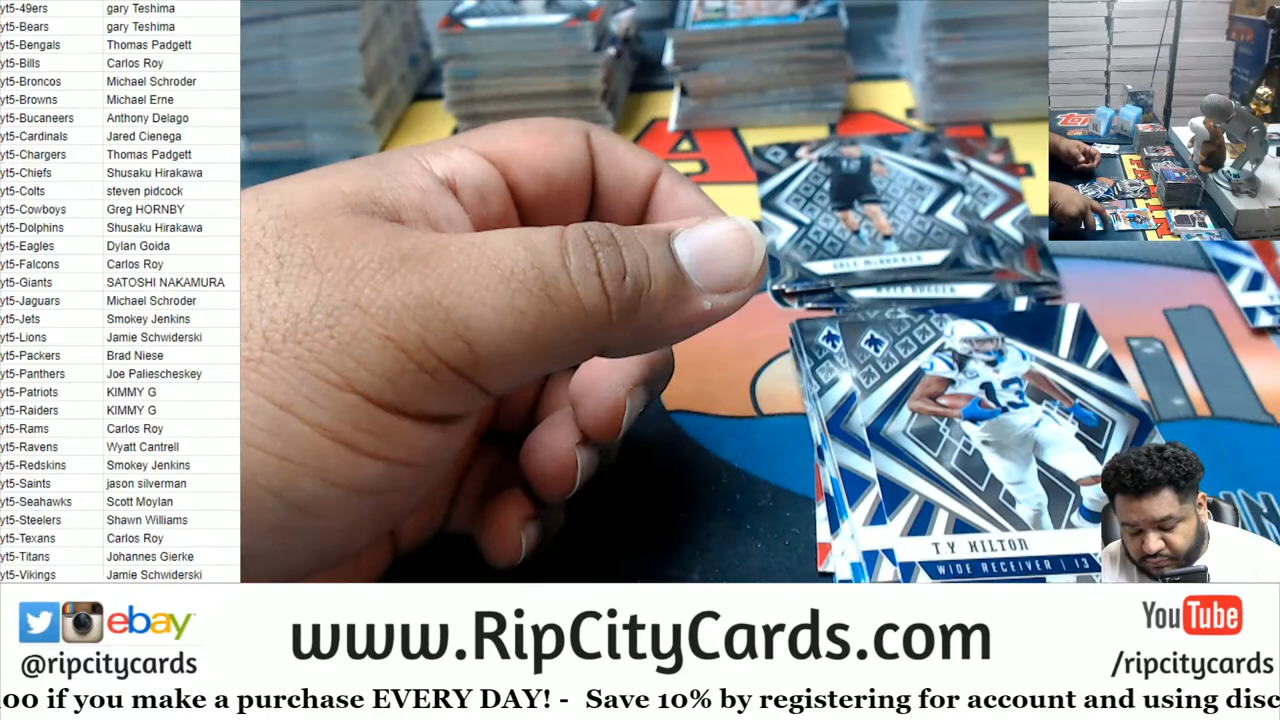 yt5-49ers gary Teshima
yt5-Bears gary Teshima
yt5-Bengals Thomas Padgett
yt5-Bills Carlos Roy
yt5-Broncos Michael Schroder
yt5-Browns Michael Erne
yt5-Bucaneers Anthony Delago
yt5-Cardinals Jared Cienega
yt5-Chargers Thomas Padgett
yt5-Chiefs Shusaku Hirakawa
yt5-Colts steven pidcock
yt5-Cowboys Greg HORNBY
yt5-Dolphins Shusaku Hirakawa
yt5-Eagles Dylan Goida
yt5-Falcons Carlos Roy
yt5-Giants SATOSHI NAKAMURA
yt5-Jaguars Michael Schroder
yt5-Jets Smokey Jenkins
yt5-Lions Jamie Schwiderski
yt5-Packers Brad Niese
yt5-Panthers Joe Paliescheskey
yt5-Patriots KIMMY G
yt5-Raiders KIMMY G
yt5-Rams Carlos Roy
yt5-Ravens Wyatt Cantrell
yt5-Redskins Smokey Jenkins
yt5-Saints jason silverman
yt5-Seahawks Scott Moylan
yt5-Steelers Shawn Williams
yt5-Texans Carlos Roy
yt5-Titans Johannes Gierke
yt5-Vikings Jamie Schwiderski
13
TY HILTON
WIDE RECEIVER | 13
ebay
@ripcitycards
www.RipCityCards.com
YouTube
/ripcitycards
00 if you make a purchase EVERY DAY! - Save 10% by registering for account and using disc